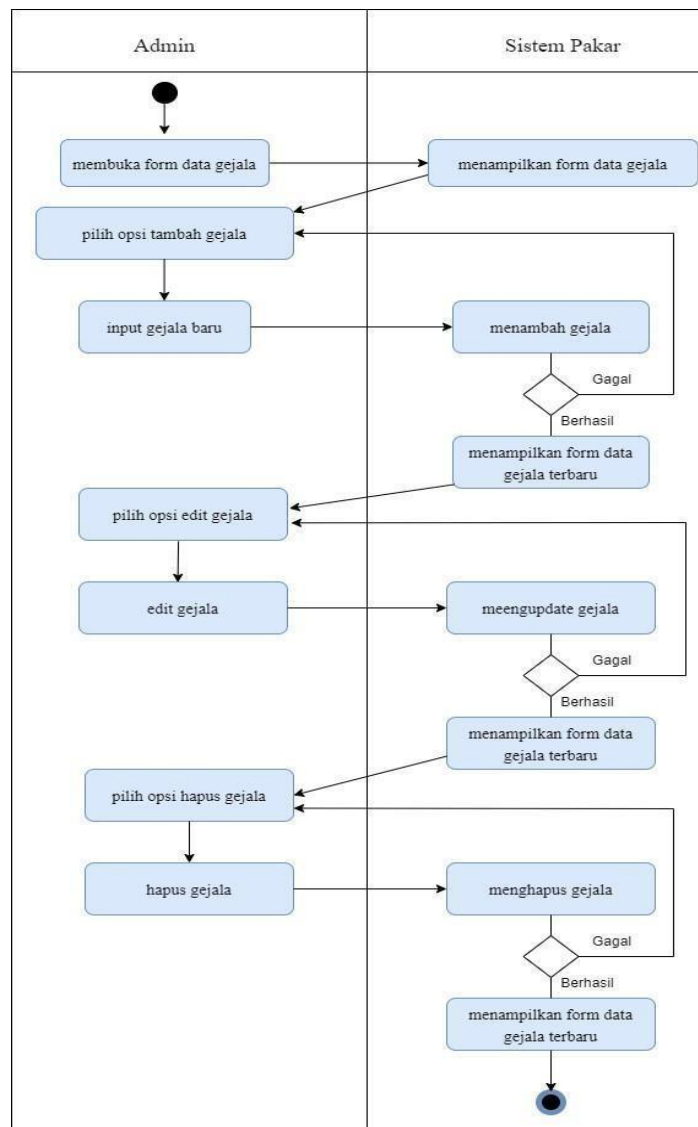 Admin
Sistem Pakar
membuka form data gejala
menampilkan form data gejala
pilih opsi tambah gejala
input gejala baru
menambah gejala
Gagal
Berhasil
menampilkan form data
gejala terbaru
pilih opsi edit gejala
edit gejala
meengupdate gejala
Gagal
Berhasil
menampilkan form data
gejala terbaru
pilih opsi hapus gejala
hapus gejala
menghapus gejala
Gagal
Berhasil
menampilkan form data
gejala terbaru